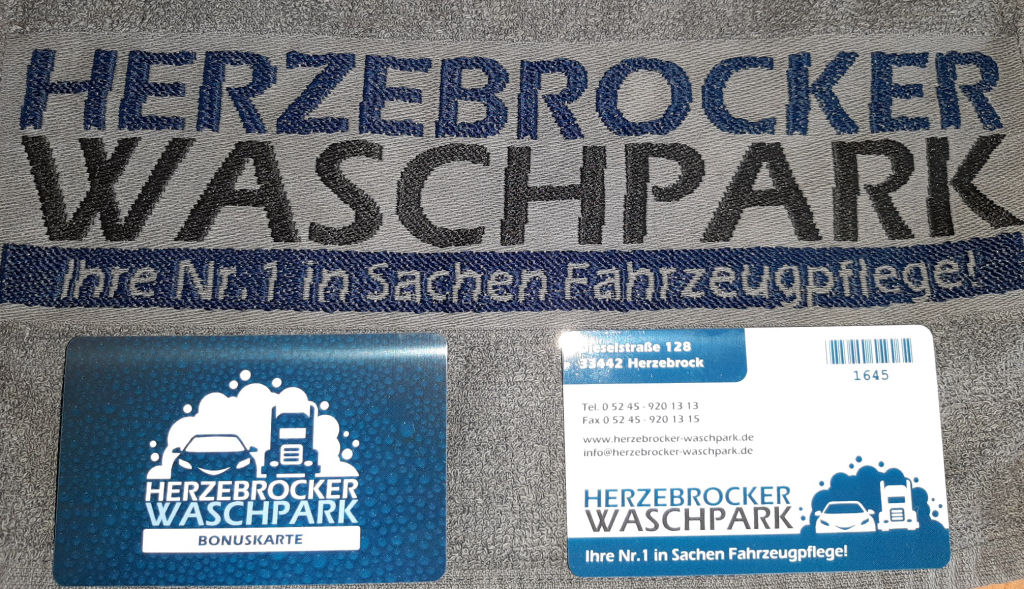 HERZEBROCKER
WASCHPARK
Ihre Nr.1 in Sachen Fahrzeugpflege!
HERZEBROCKER
WASCHPARK
BONUSKARTE
Dieselstraße 128
33442 Herzebrock
1645
Tel. 0 52 45 - 920 13 13
Fax 0 52 45 - 920 13 15
www.herzebrocker-waschpark.de
info@herzebrocker-waschpark.de
HERZEBROCKER
WASCHPARK
Ihre Nr.1 in Sachen Fahrzeugpflege!